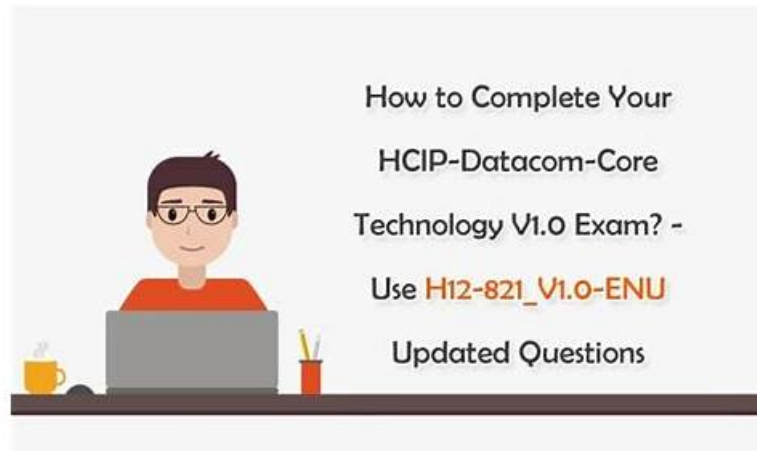 How to Complete Your
HCIP-Datacom-Core
Technology V1.0 Exam? -
Use H12-821_V1.0-ENU
Updated Questions